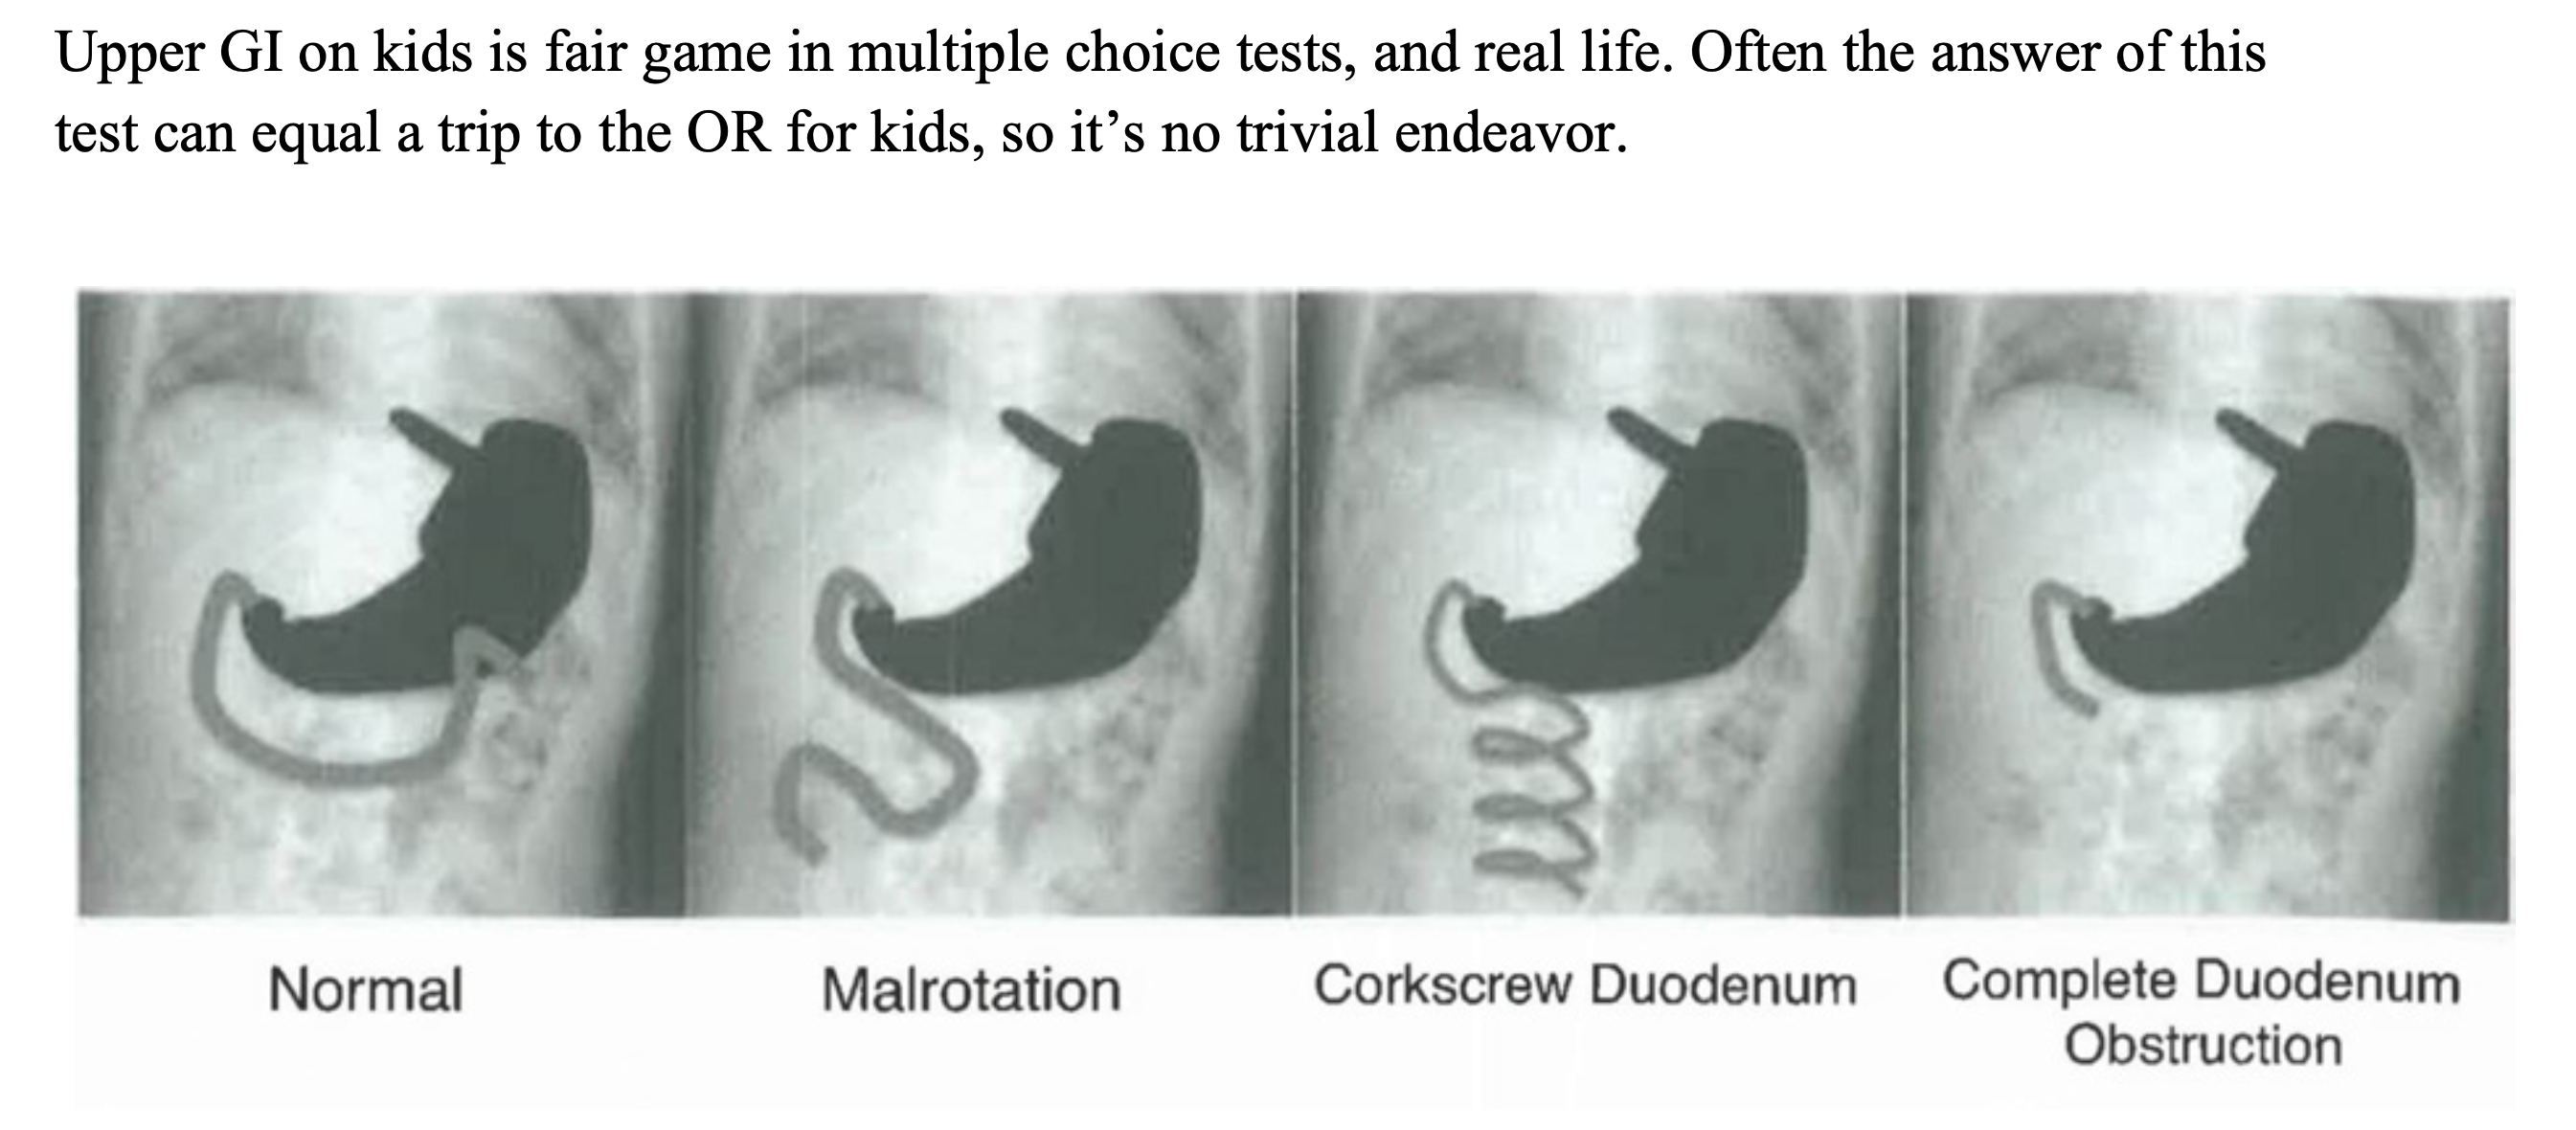 Upper GI on kids is fair game in multiple choice tests, and real life. Often the answer of this
test can equal a trip to the OR for kids, so it’s no trivial endeavor.
Normal
Malrotation
Corkscrew Duodenum
Complete Duodenum
Obstruction